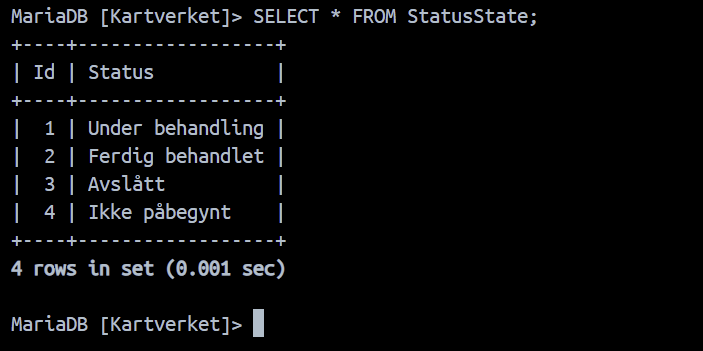 MariaDB [Kartverket]> SELECT * FROM StatusState;
+----+------------------+
| Id | Status           |
+----+------------------+
|  1 | Under behandling |
|  2 | Ferdig behandlet |
|  3 | Avslått          |
|  4 | Ikke påbegynt    |
+----+------------------+
4 rows in set (0.001 sec)
MariaDB [Kartverket]>